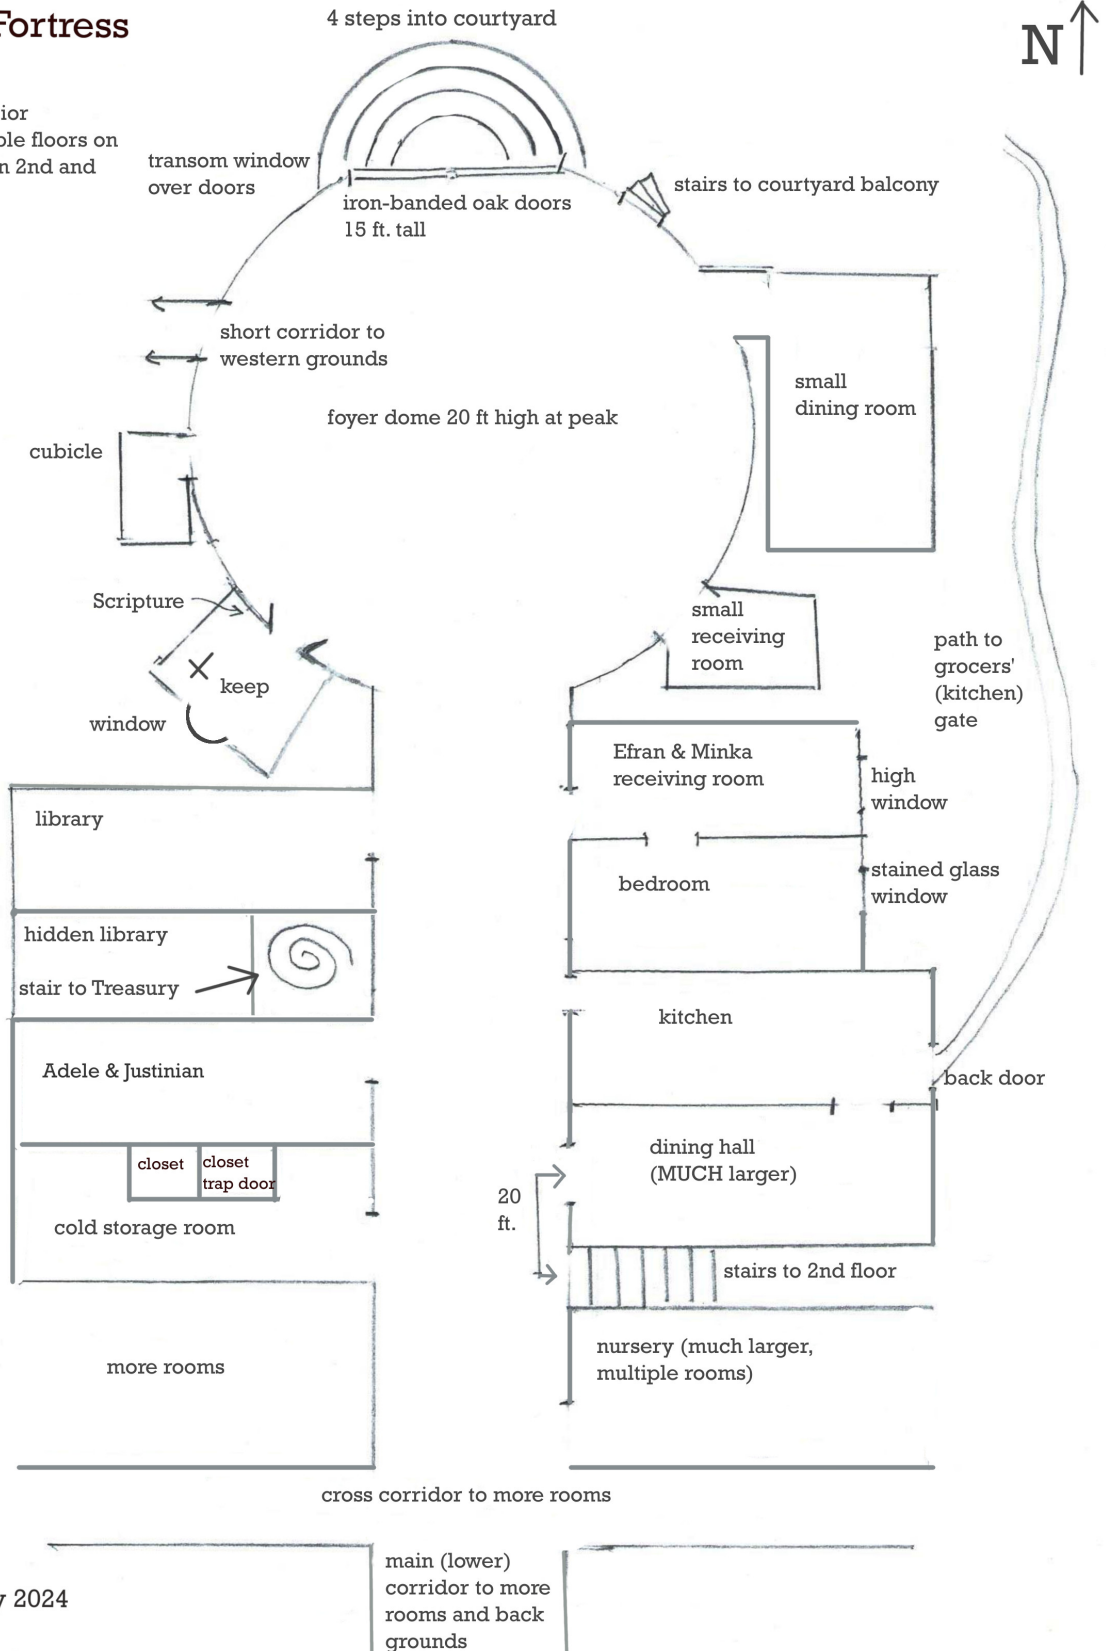 Fortress
4 steps into courtyard
N
ior
ple floors on
n 2nd and
transom window
over doors
iron-banded oak doors
15 ft. tall
stairs to courtyard balcony
short corridor to
western grounds
small
dining room
foyer dome 20 ft high at peak
cubicle
Scripture
small
receiving
room
path to
grocers'
(kitchen)
gate
keep
window
Efran & Minka
receiving room
high
window
library
bedroom
stained glass
window
hidden library
stair to Treasury
kitchen
Adele & Justinian
back door
dining hall
(MUCH larger)
closet
closet
trap door
20
ft.
cold storage room
stairs to 2nd floor
more rooms
nursery (much larger,
multiple rooms)
cross corridor to more rooms
main (lower)
corridor to more
rooms and back
grounds
y 2024